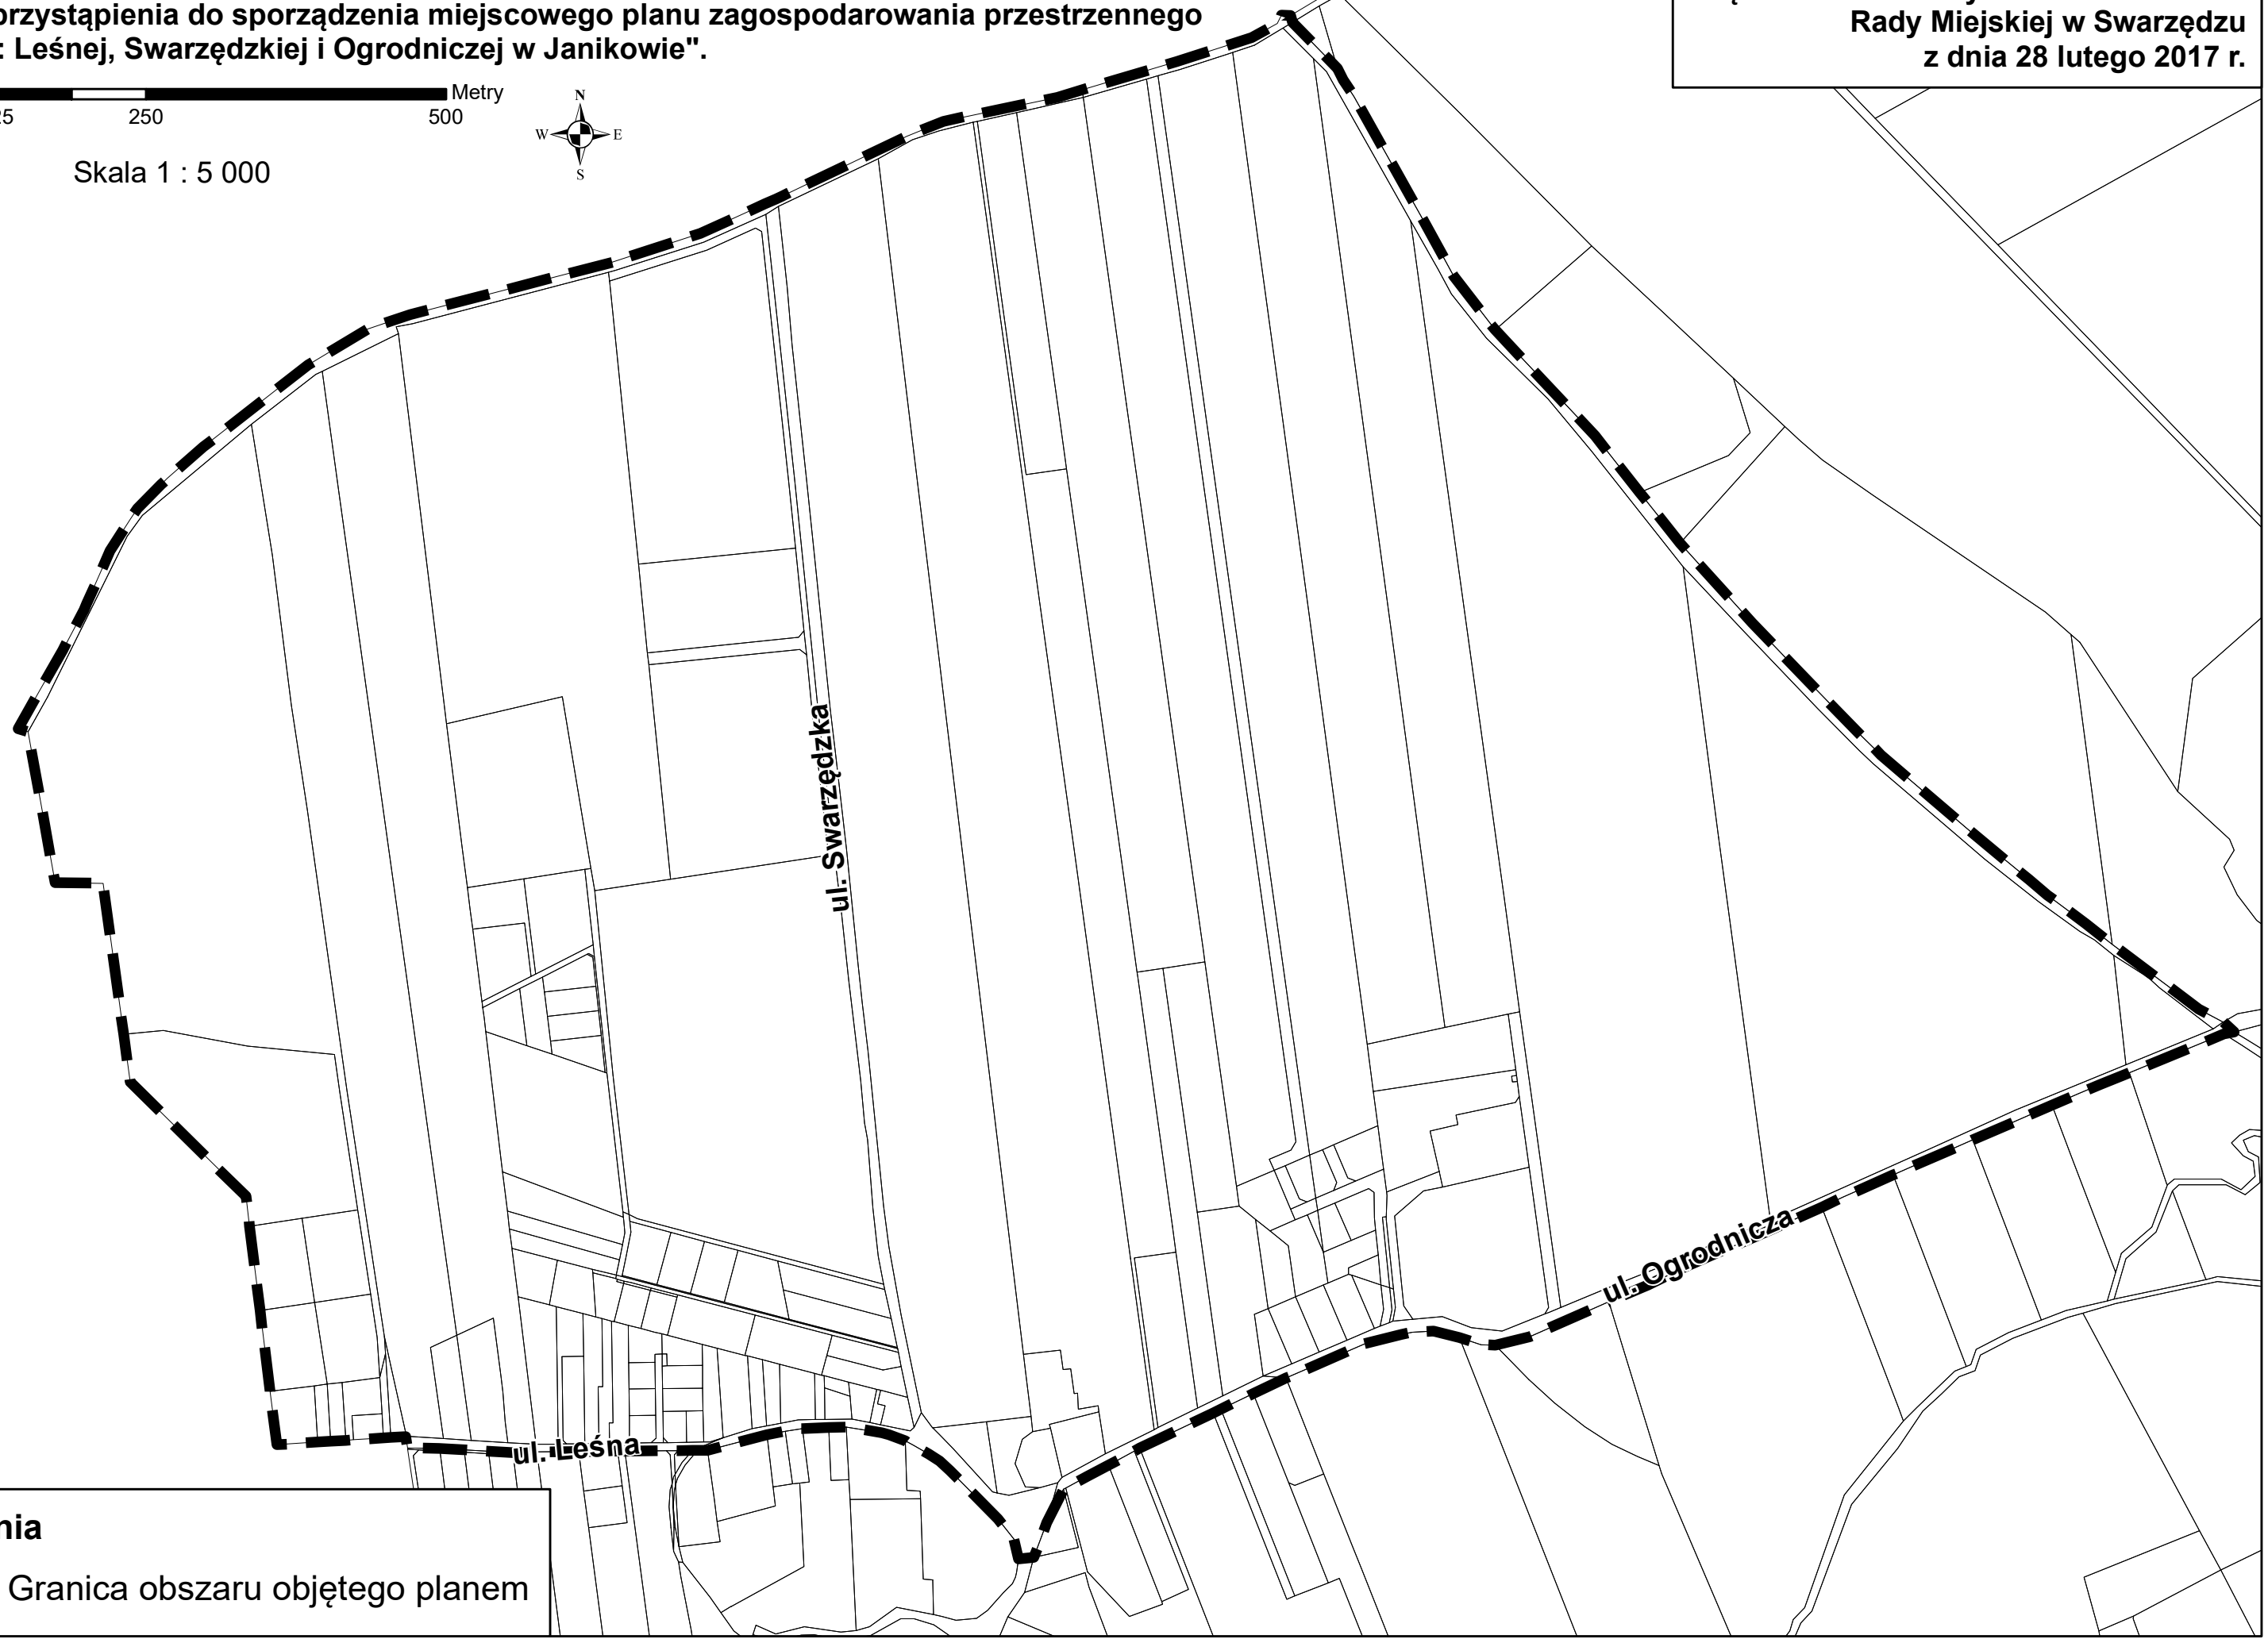 przystąpienia do sporządzenia miejscowego planu zagospodarowania przestrzennego
: Leśnej, Swarzędzkiej i Ogrodniczej w Janikowie".
Rady Miejskiej w Swarzędzu
z dnia 28 lutego 2017 r.
Metry
250
500
N
W
E
S
Skala 1 : 5 000
ul. Swarzędzka
ul. Ogrodnicza
ul. Leśna
Granica obszaru objętego planem